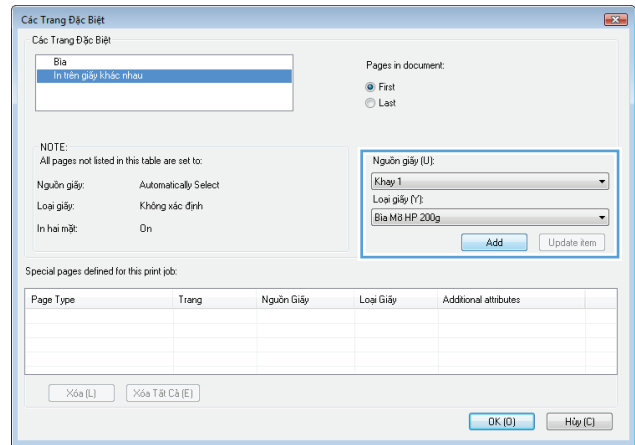 Các Trang Đặc Biệt
Các Trang Đặc Biệt
Bìa
In trên giấy khác nhau
Pages in document:
First
Last
NOTE:
All pages not listed in this table are set to:
Nguồn giấy: Automatically Select
Loại giấy: Không xác định
In hai mặt: On
Nguồn giấy (U):
Khay 1
Loại giấy (Y):
Bìa Mờ HP 200g
Add Update item
Special pages defined for this print job:
Page Type Trang Nguồn Giấy Loại Giấy Additional attributes
Xóa (L) Xóa Tất Cả (E)
OK (O) Hủy (C)